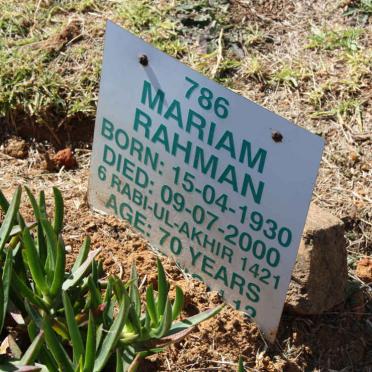 786
MARIAM
RAHMAN
BORN: 15-04-1930
DIED: 09-07-2000
6 RABI-UL-AKHIR 1421
AGE: 70 YEARS